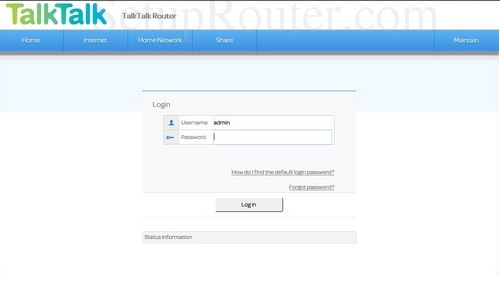 SetupRouter.com
TalkTalk TalkTalk Router
Home Internet Home Network Share Maintain
Login
Username admin
Password
How do I find the default login password?
Forgot password?
Log in
Status Information